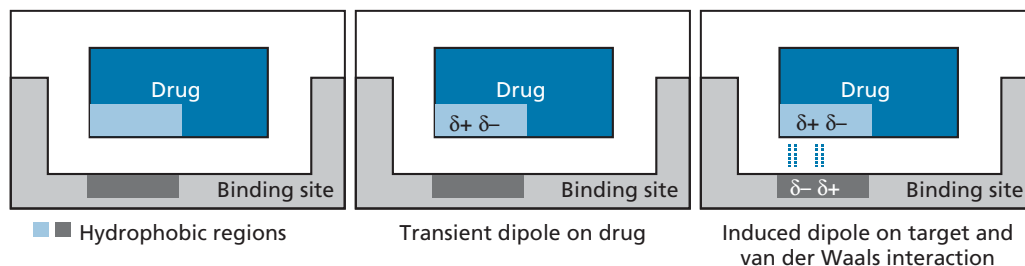 Drug
Binding site
Hydrophobic regions
Drug
δ+ δ–
Binding site
Transient dipole on drug
Drug
δ+ δ–
δ– δ+
Binding site
Induced dipole on target and
van der Waals interaction